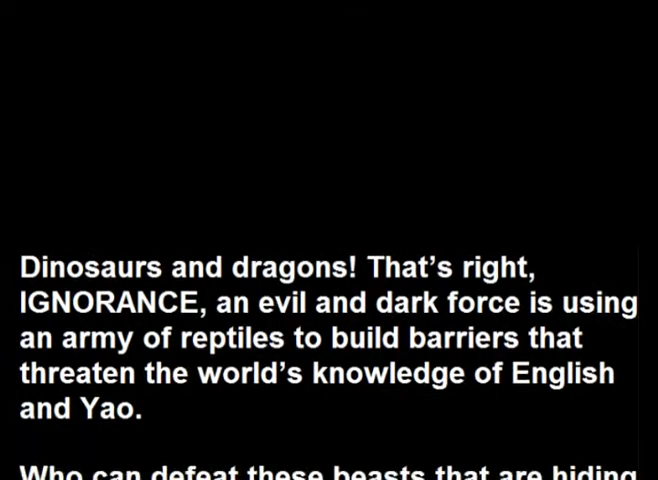 Dinosaurs and dragons! That’s right,
IGNORANCE, an evil and dark force is using
an army of reptiles to build barriers that
threaten the world’s knowledge of English
and Yao.
Who can defeat these beasts that are hiding